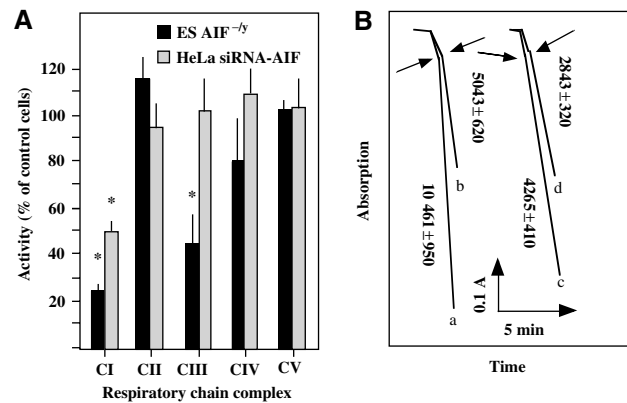 A
ES AIF −/y
HeLa siRNA-AIF
Activity (% of control cells)
120
100
80
60
40
20
*
*
*
CI CII CIII CIV CV
Respiratory chain complex
B
Absorption
5043±620
2843±320
10 461±950
4265±410
b
d
a
c
0.1 A
5 min
Time